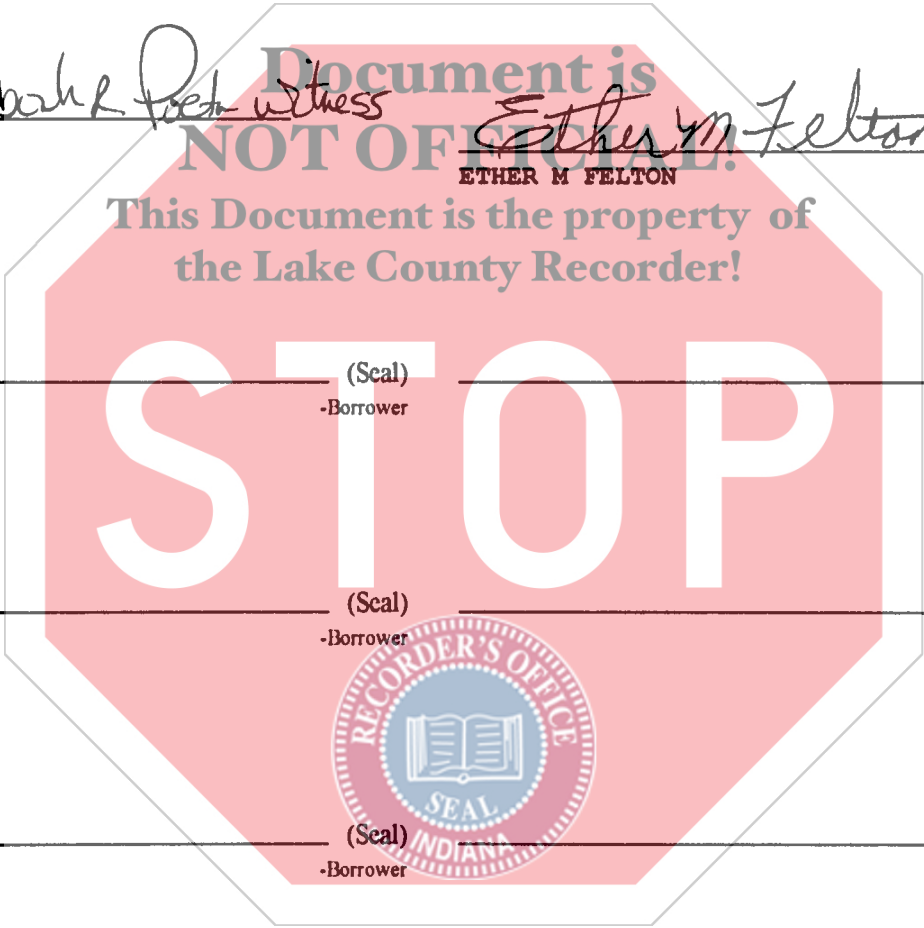 Document is
witness
Ether M Felton
NOT OFFICIAL!
ETHER M FELTON
This Document is the property of
the Lake County Recorder!
(Seal)
-Borrower
STOP
(Seal)
-Borrower
RECORDER'S OFFICE
SEAL
INDIANA
(Seal)
-Borrower